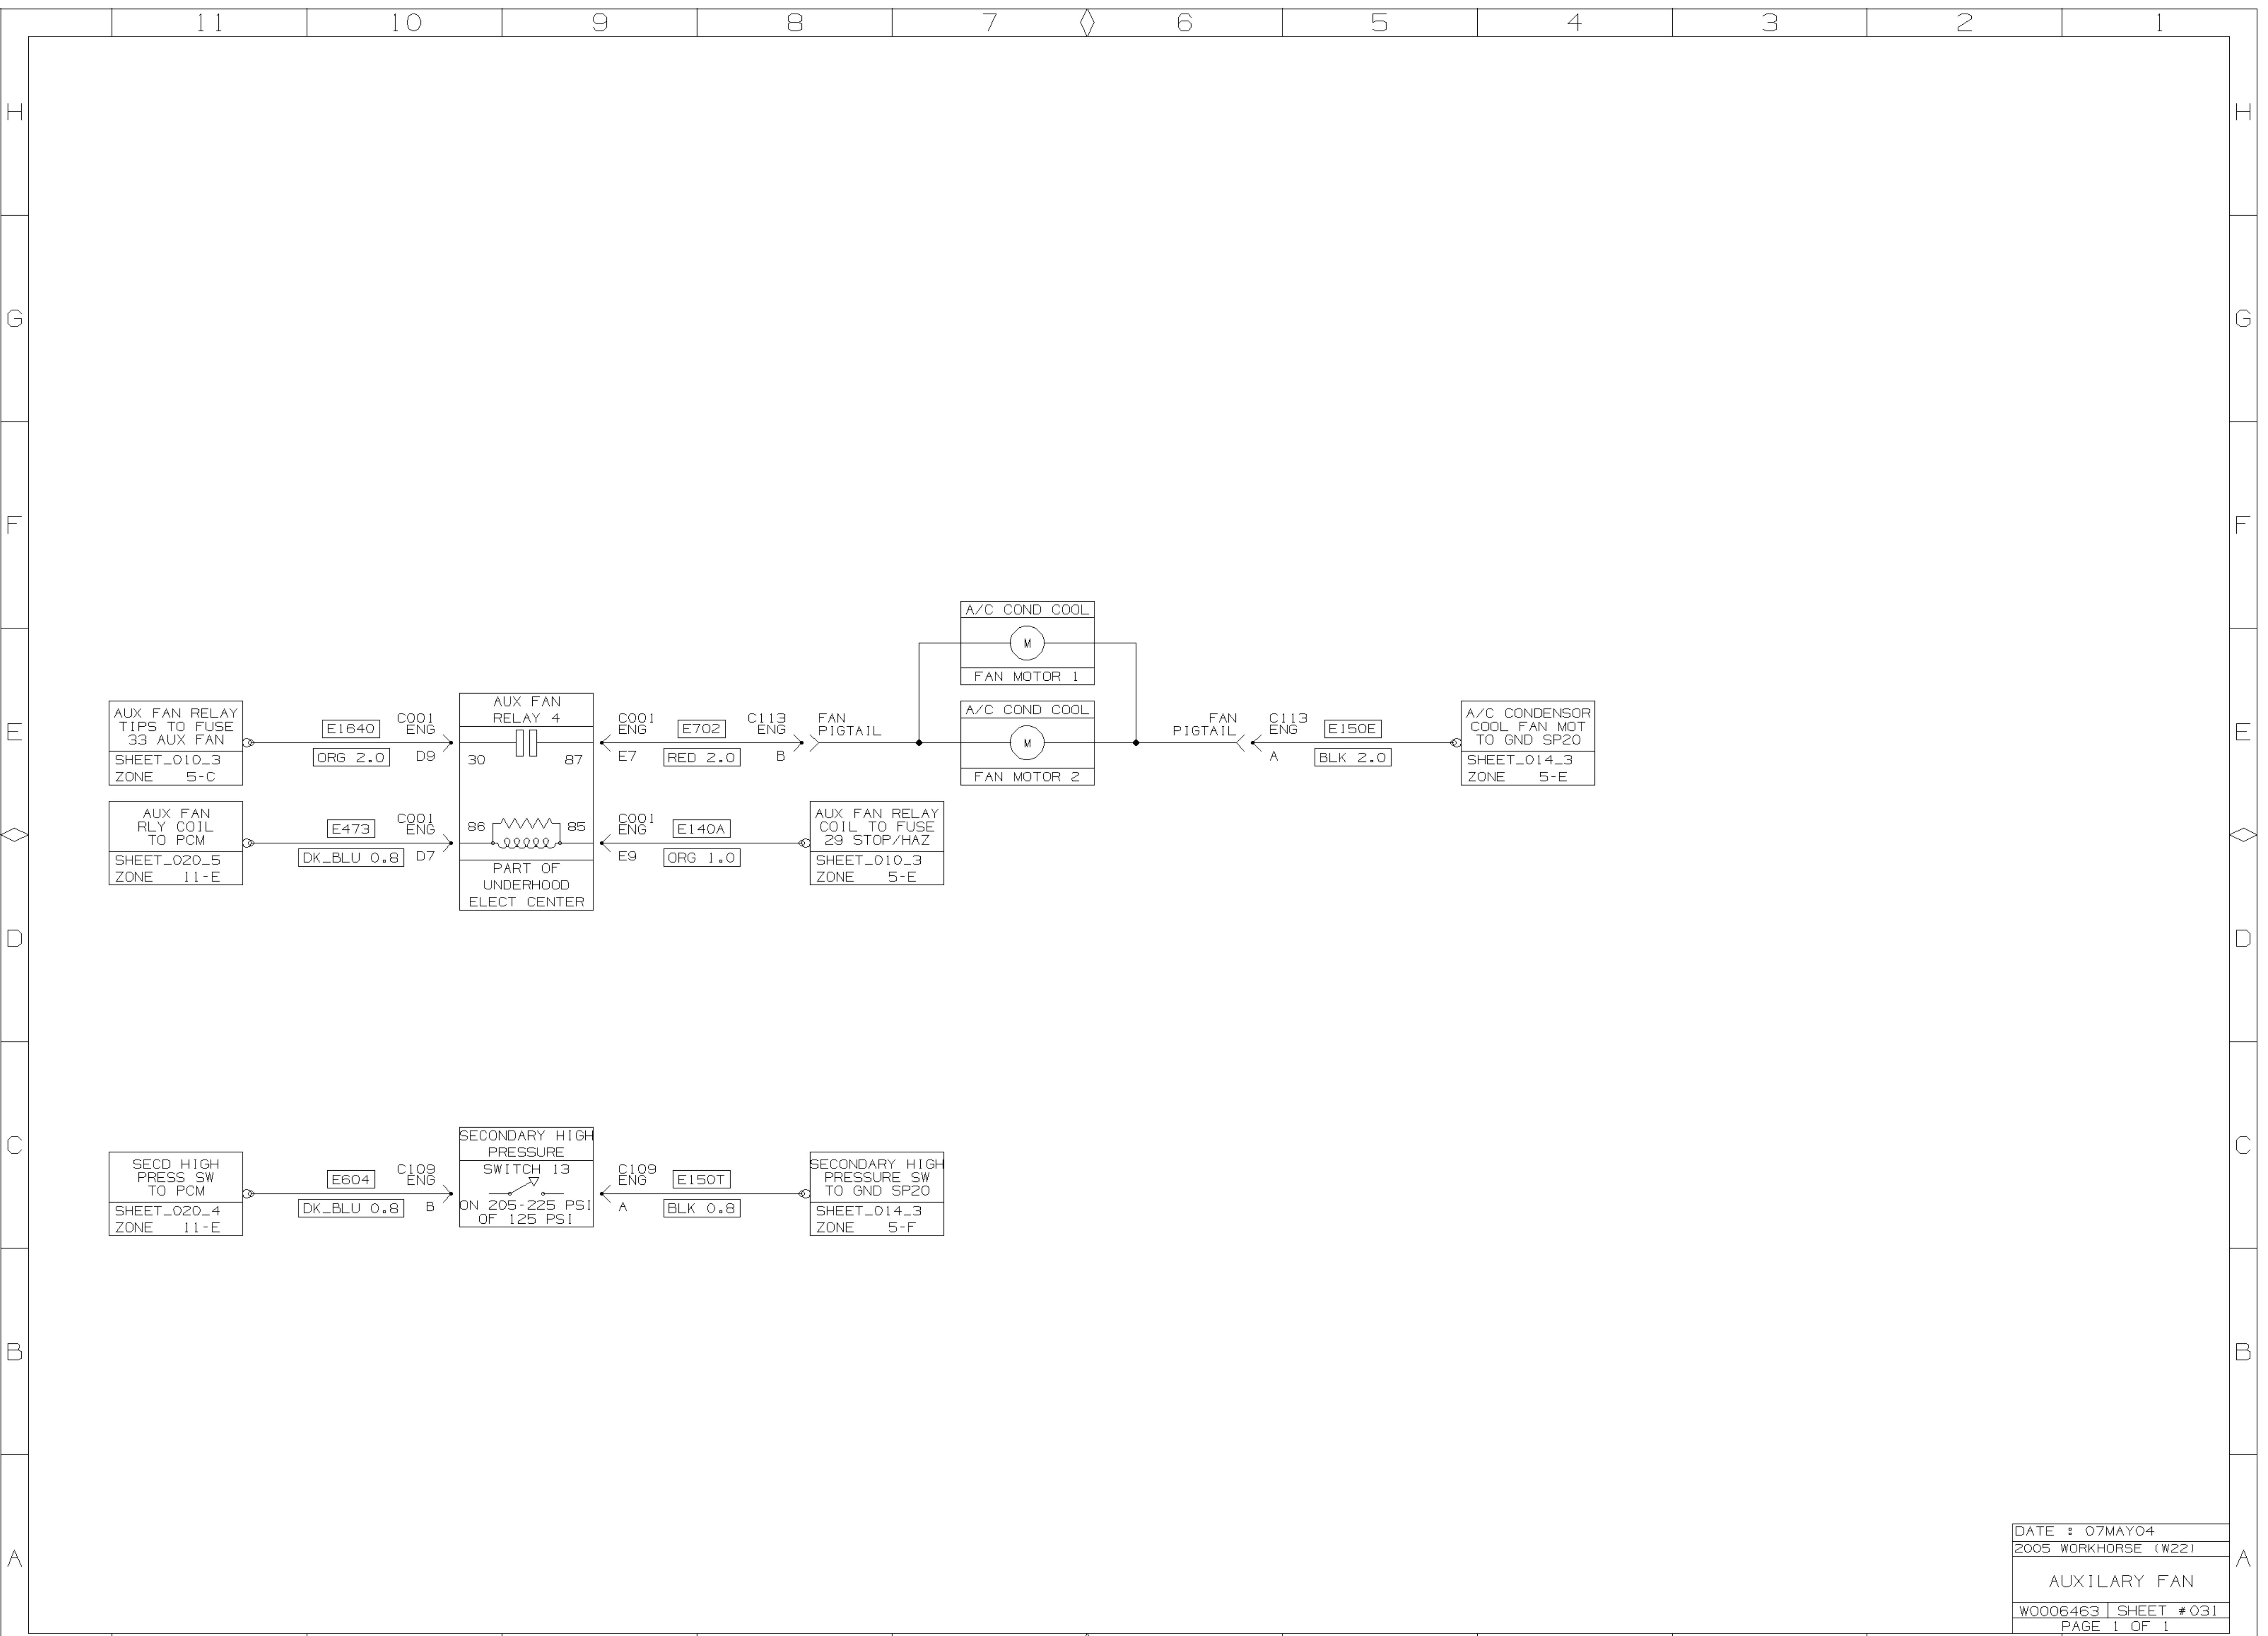 11 10 9 8 7 6 5 4 3 2 1
H H
G G
F F
E E
D D
C C
B B
A A
A/C COND COOL
M
FAN MOTOR 1
AUX FAN RELAY
TIPS TO FUSE
33 AUX FAN
SHEET_010_3
ZONE 5-C
E1640
ORG 2.0
C001
ENG
D9
AUX FAN
RELAY 4
30 87
86 85
PART OF
UNDERHOOD
ELECT CENTER
C001
ENG
E7
E702
RED 2.0
C113
ENG
B
FAN
PIGTAIL
A/C COND COOL
M
FAN MOTOR 2
FAN
PIGTAIL
C113
ENG
A
E150E
BLK 2.0
A/C CONDENSOR
COOL FAN MOT
TO GND SP20
SHEET_014_3
ZONE 5-E
AUX FAN
RLY COIL
TO PCM
SHEET_020_5
ZONE 11-E
E473
DK_BLU 0.8
C001
ENG
D7
C001
ENG
E9
E140A
ORG 1.0
AUX FAN RELAY
COIL TO FUSE
29 STOP/HAZ
SHEET_010_3
ZONE 5-E
SECD HIGH
PRESS SW
TO PCM
SHEET_020_4
ZONE 11-E
E604
DK_BLU 0.8
C109
ENG
B
SECONDARY HIGH
PRESSURE
SWITCH 13
ON 205-225 PSI
OF 125 PSI
C109
ENG
A
E150T
BLK 0.8
SECONDARY HIGH
PRESSURE SW
TO GND SP20
SHEET_014_3
ZONE 5-F
DATE : 07MAY04
2005 WORKHORSE (W22)
AUXILARY FAN
W0006463 SHEET #031
PAGE 1 OF 1